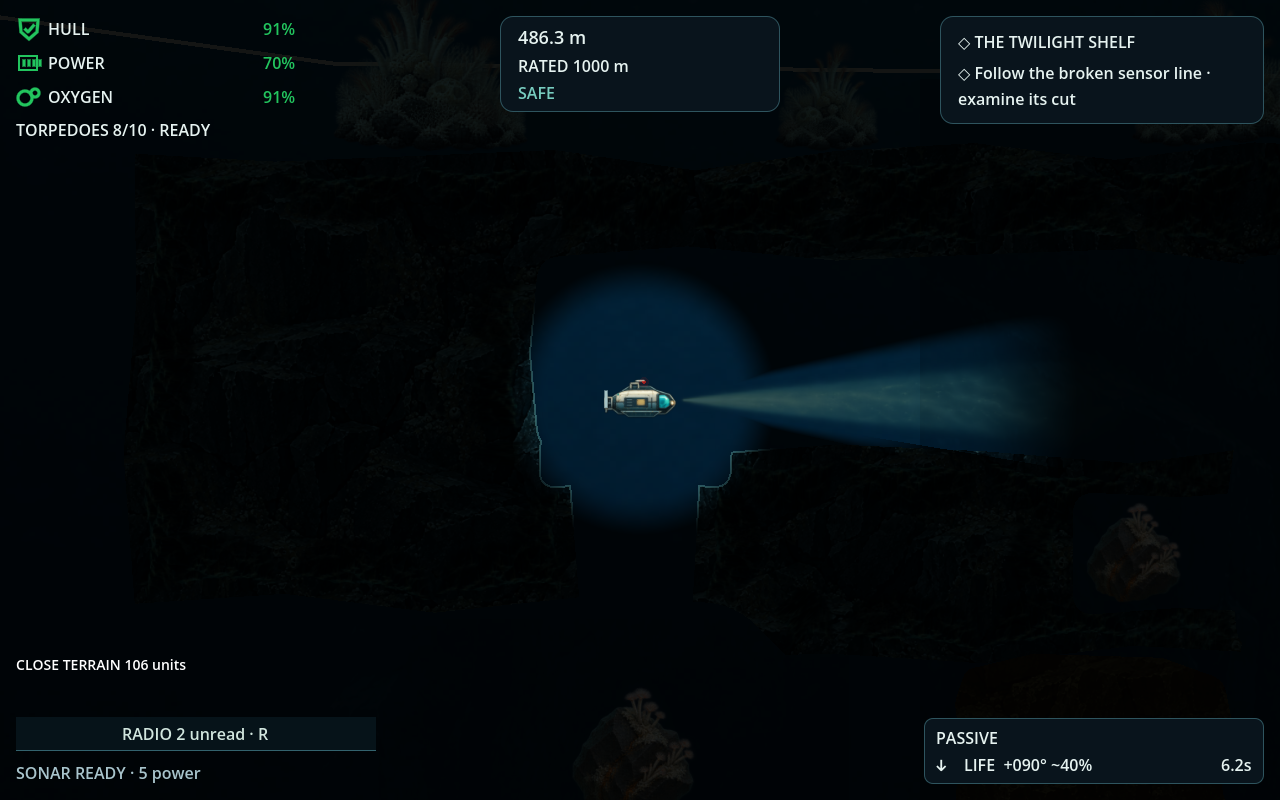 HULL 91%
POWER 70%
OXYGEN 91%
TORPEDOES 8/10 · READY
486.3 m
RATED 1000 m
SAFE
◇ THE TWILIGHT SHELF
◇ Follow the broken sensor line ·
examine its cut
CLOSE TERRAIN 106 units
RADIO 2 unread · R
SONAR READY · 5 power
PASSIVE
↓ LIFE +090° ~40% 6.2s